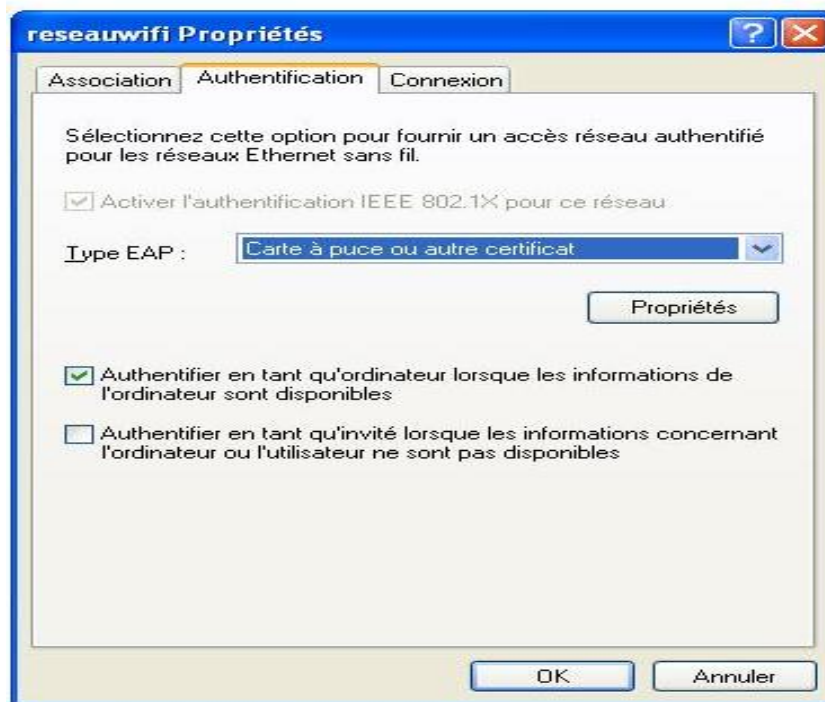 reseauwifi Propriétés
Association Authentification Connexion
Sélectionnez cette option pour fournir un accès réseau authentifié
pour les réseaux Ethernet sans fil.
Activer l'authentification IEEE 802.1X pour ce réseau
Type EAP : Carte à puce ou autre certificat
Propriétés
Authentifier en tant qu'ordinateur lorsque les informations de
l'ordinateur sont disponibles
Authentifier en tant qu'invité lorsque les informations concernant
l'ordinateur ou l'utilisateur ne sont pas disponibles
OK Annuler